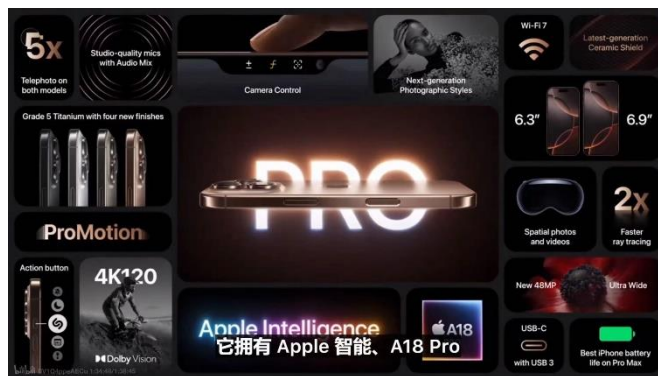 5x
Telephoto on
both models
Studio-quality mics
with Audio Mix
Camera Control
Next-generation
Photographic Styles
Wi-Fi 7
Latest-generation
Ceramic Shield
Grade 5 Titanium with four new finishes
PRO
6.3″
6.9″
ProMotion
Spatial photos
and videos
2x
Faster
ray tracing
Action button
4K120
Dolby Vision
Apple Intelligence
A18
New 48MP
Ultra Wide
USB-C
with USB 3
Best iPhone battery
life on Pro Max
它拥有 Apple 智能、A18 Pro